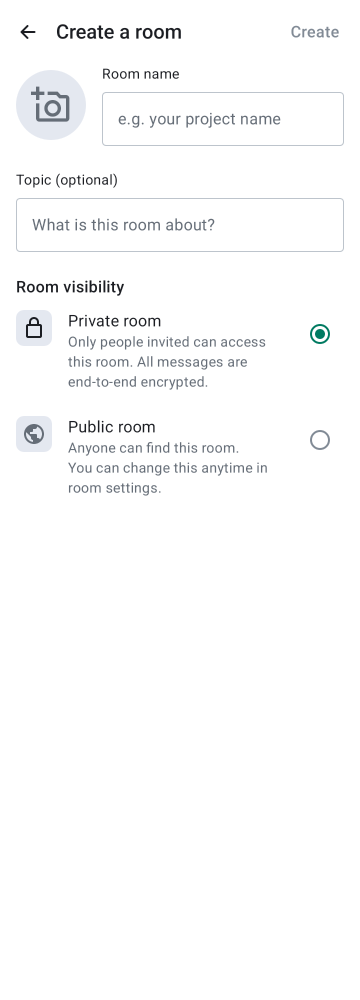 Create a room
Create
Room name
e.g. your project name
Topic (optional)
What is this room about?
Room visibility
Private room
Only people invited can access
this room. All messages are
end-to-end encrypted.
Public room
Anyone can find this room.
You can change this anytime in
room settings.